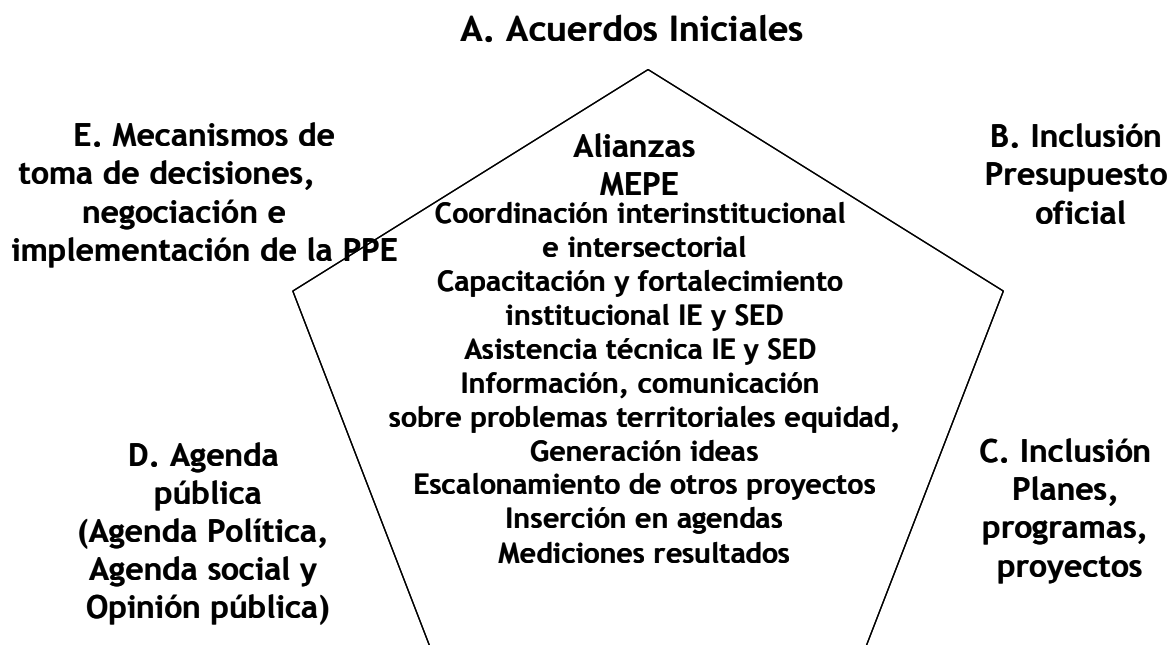 A. Acuerdos Iniciales
E. Mecanismos de
toma de decisiones,
negociación e
implementación de la PPE
Alianzas
MEPE
Coordinación interinstitucional
e intersectorial
Capacitación y fortalecimiento
institucional IE y SED
Asistencia técnica IE y SED
Información, comunicación
sobre problemas territoriales equidad,
Generación ideas
Escalonamiento de otros proyectos
Inserción en agendas
Mediciones resultados
B. Inclusión
Presupuesto
oficial
D. Agenda
pública
(Agenda Política,
Agenda social y
Opinión pública)
C. Inclusión
Planes,
programas,
proyectos